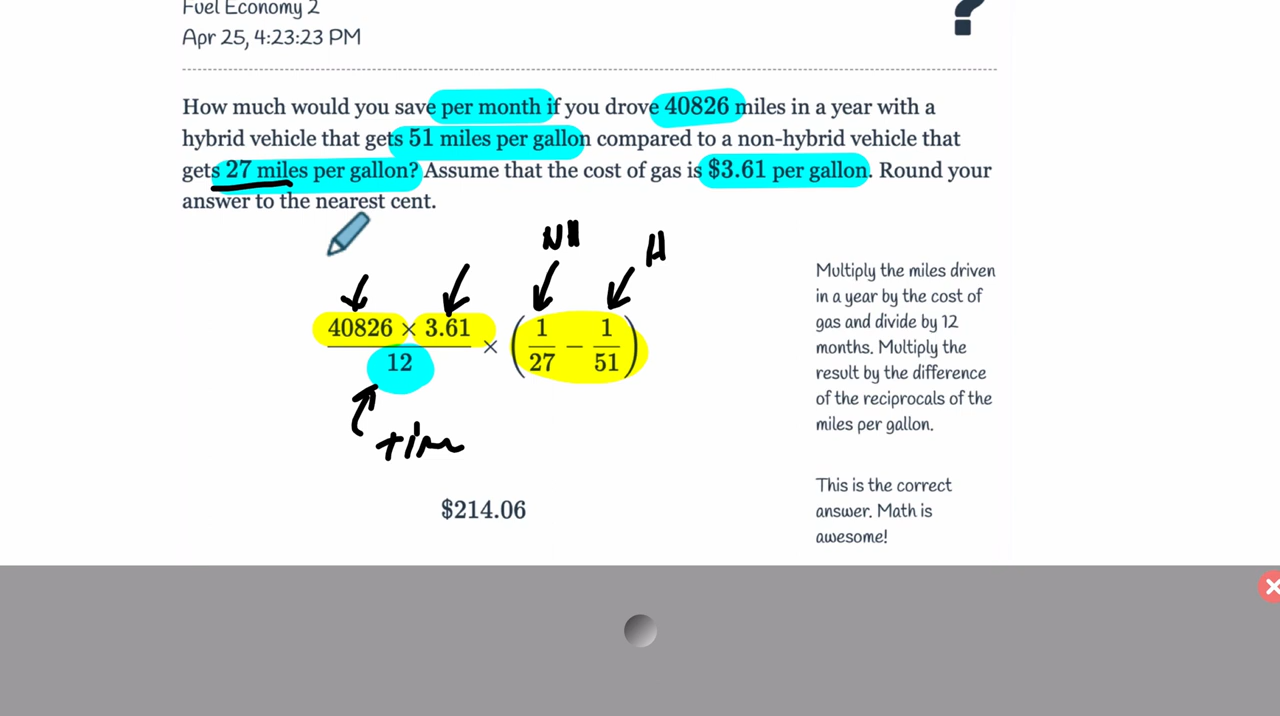 Fuel Economy 2
Apr 25, 4:23:23 PM
?
How much would you save per month if you drove 40826 miles in a year with a
hybrid vehicle that gets 51 miles per gallon compared to a non-hybrid vehicle that
gets 27 miles per gallon? Assume that the cost of gas is $3.61 per gallon. Round your
answer to the nearest cent.
NH
H
40826 × 3.61
12
× (1/27 − 1/51)
time
$214.06
Multiply the miles driven
in a year by the cost of
gas and divide by 12
months. Multiply the
result by the difference
of the reciprocals of the
miles per gallon.
This is the correct
answer. Math is
awesome!